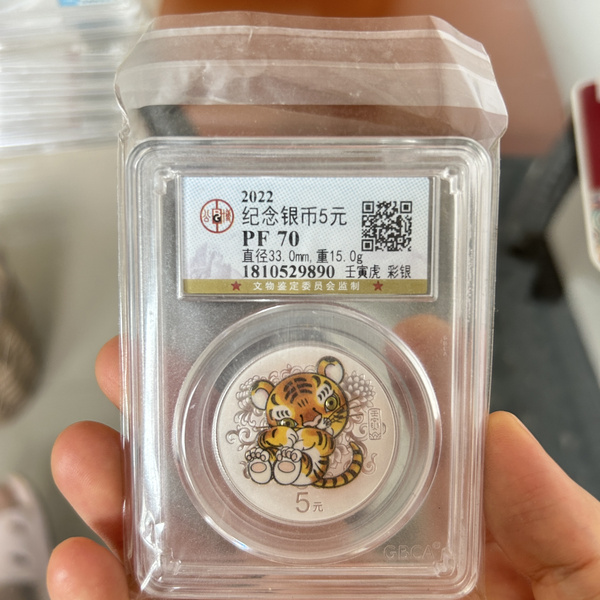 2022
纪念银币5元
PF 70
直径33.0mm,重15.0g
1810529890 壬寅虎 彩银
★ 文物鉴定委员会监制 ★
5元
GBCA